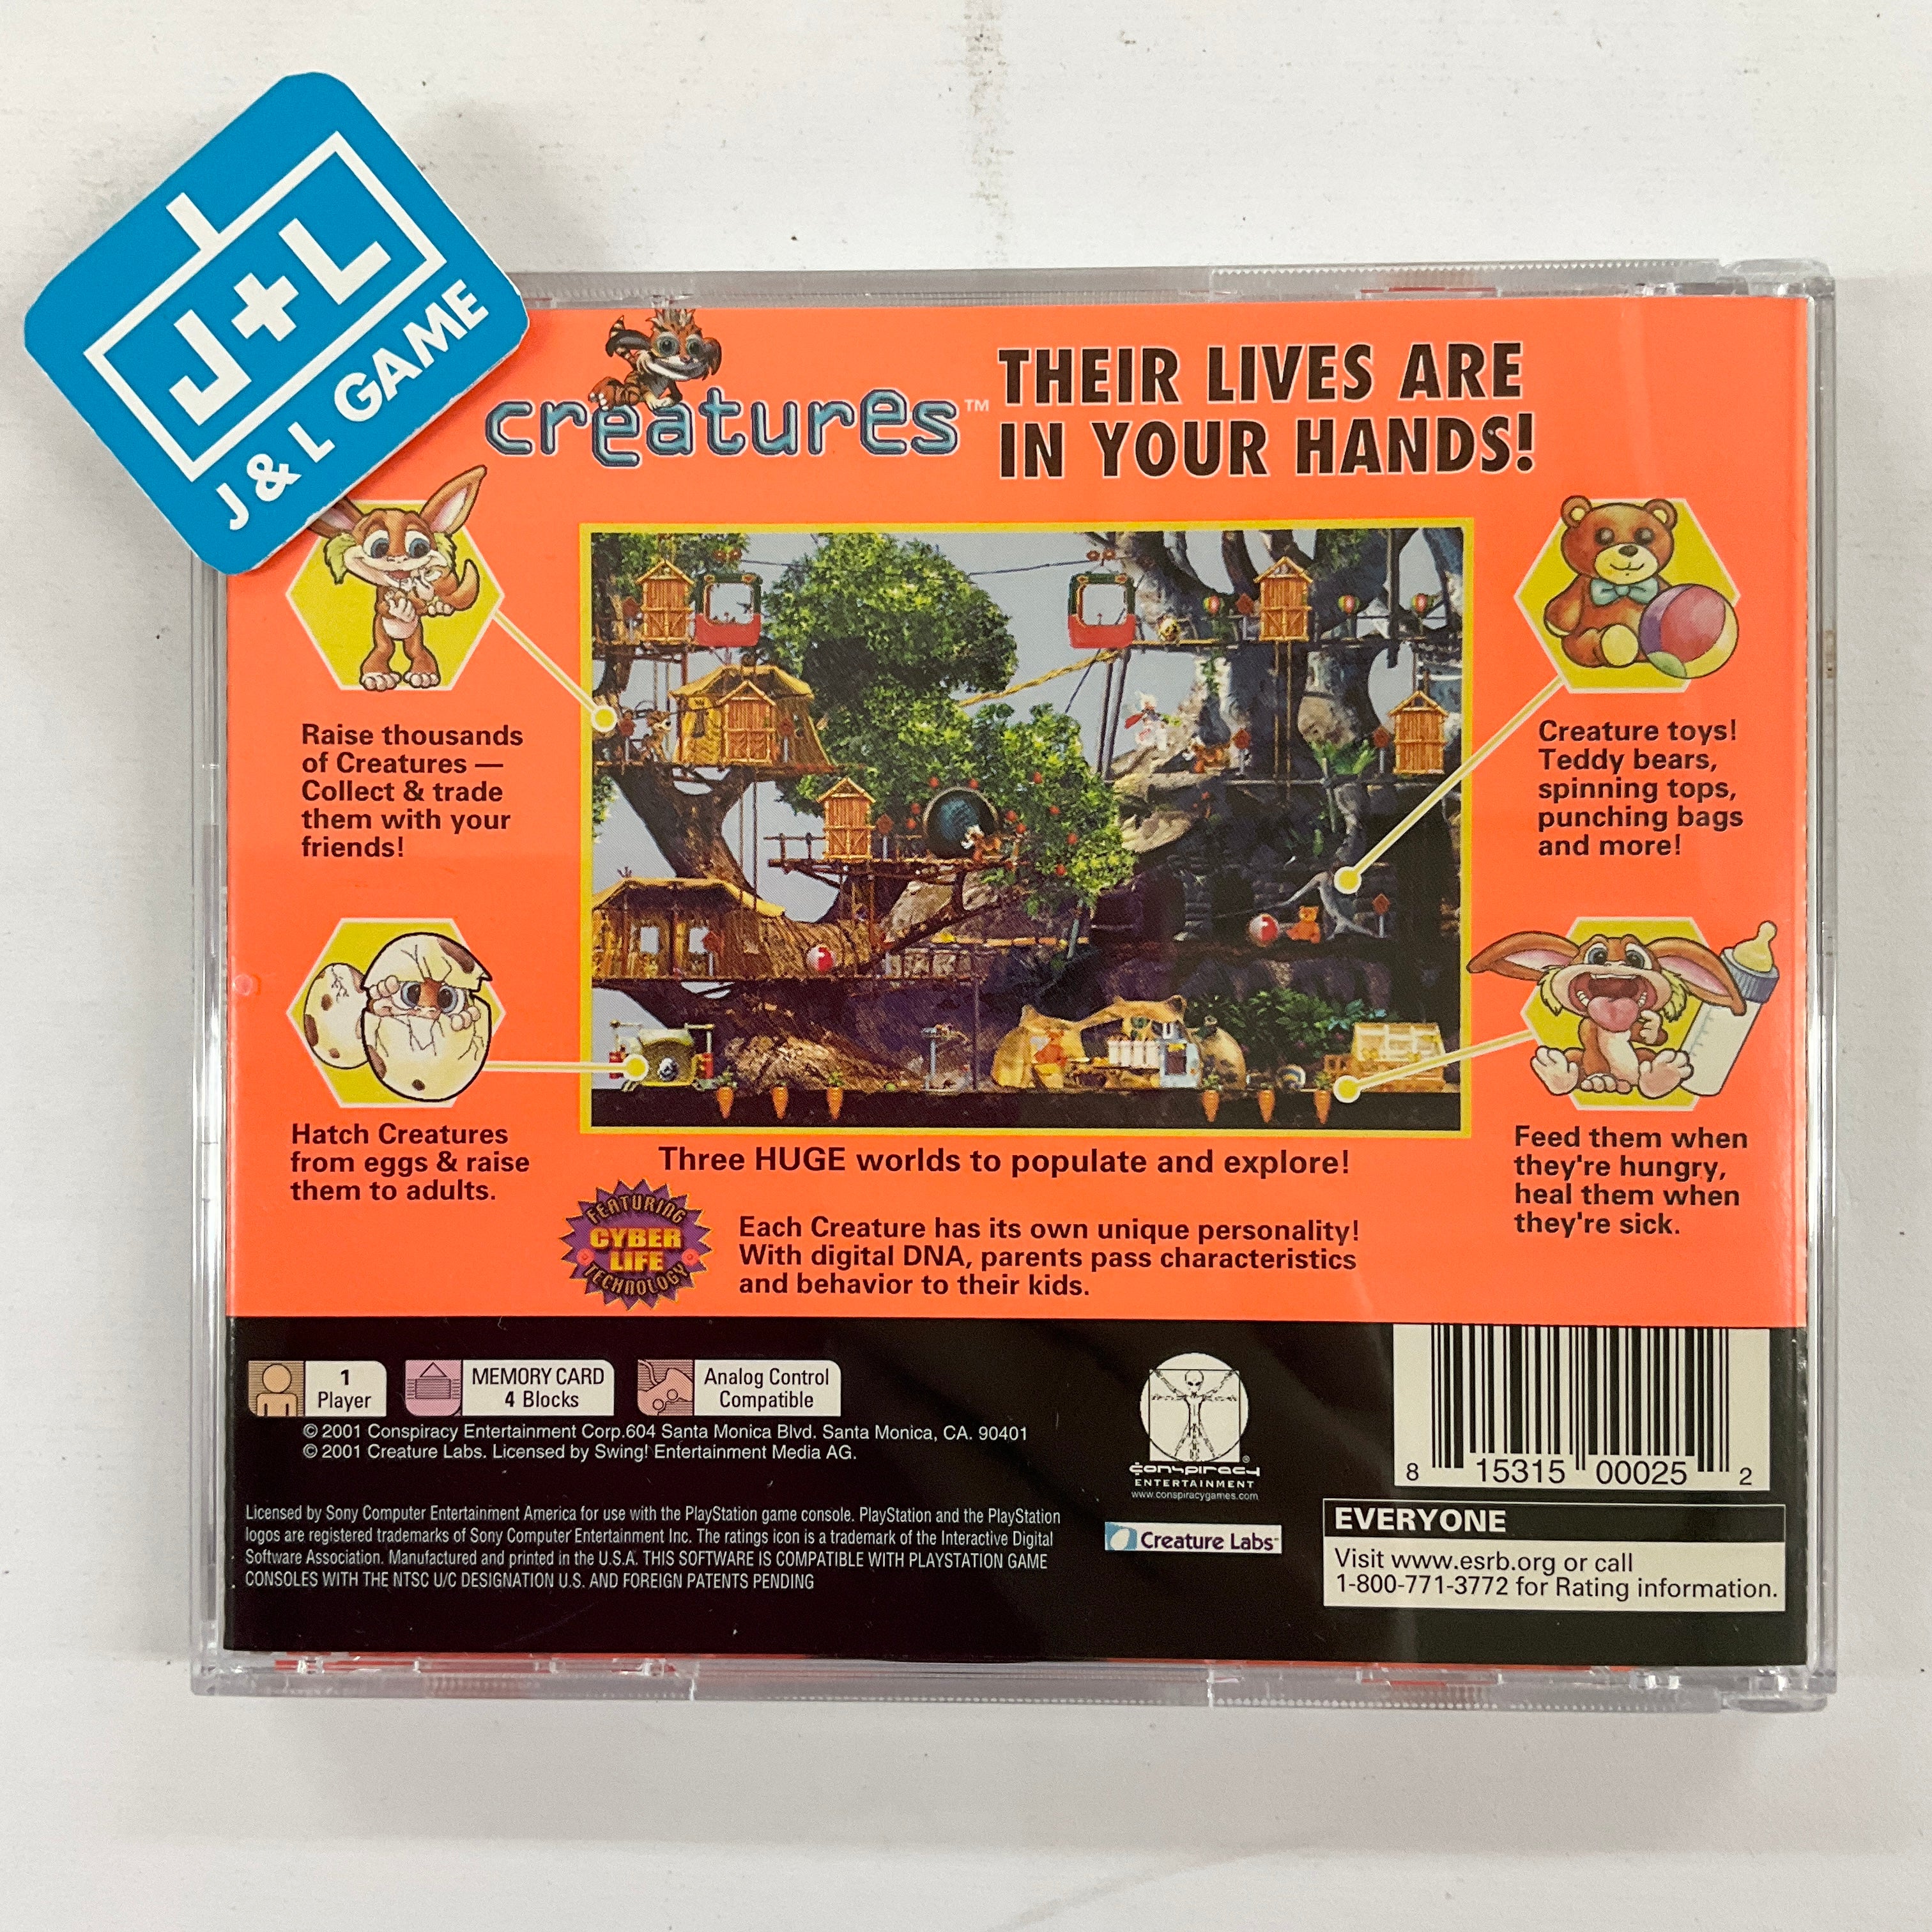 J+L
J & L GAME
creatures™
THEIR LIVES ARE
IN YOUR HANDS!
Raise thousands
of Creatures —
Collect & trade
them with your
friends!
Creature toys!
Teddy bears,
spinning tops,
punching bags
and more!
Hatch Creatures
from eggs & raise
them to adults.
Feed them when
they're hungry,
heal them when
they're sick.
Three HUGE worlds to populate and explore!
FEATURING
CYBER
LIFE
TECHNOLOGY
Each Creature has its own unique personality!
With digital DNA, parents pass characteristics
and behavior to their kids.
1
Player
MEMORY CARD
4 Blocks
Analog Control
Compatible
© 2001 Conspiracy Entertainment Corp.604 Santa Monica Blvd. Santa Monica, CA. 90401
© 2001 Creature Labs. Licensed by Swing! Entertainment Media AG.
Licensed by Sony Computer Entertainment America for use with the PlayStation game console. PlayStation and the PlayStation
logos are registered trademarks of Sony Computer Entertainment Inc. The ratings icon is a trademark of the Interactive Digital
Software Association. Manufactured and printed in the U.S.A. THIS SOFTWARE IS COMPATIBLE WITH PLAYSTATION GAME
CONSOLES WITH THE NTSC U/C DESIGNATION U.S. AND FOREIGN PATENTS PENDING
conspiracy®
ENTERTAINMENT
www.conspiracygames.com
Creature Labs™
8 15315 00025 2
EVERYONE
Visit www.esrb.org or call
1-800-771-3772 for Rating information.